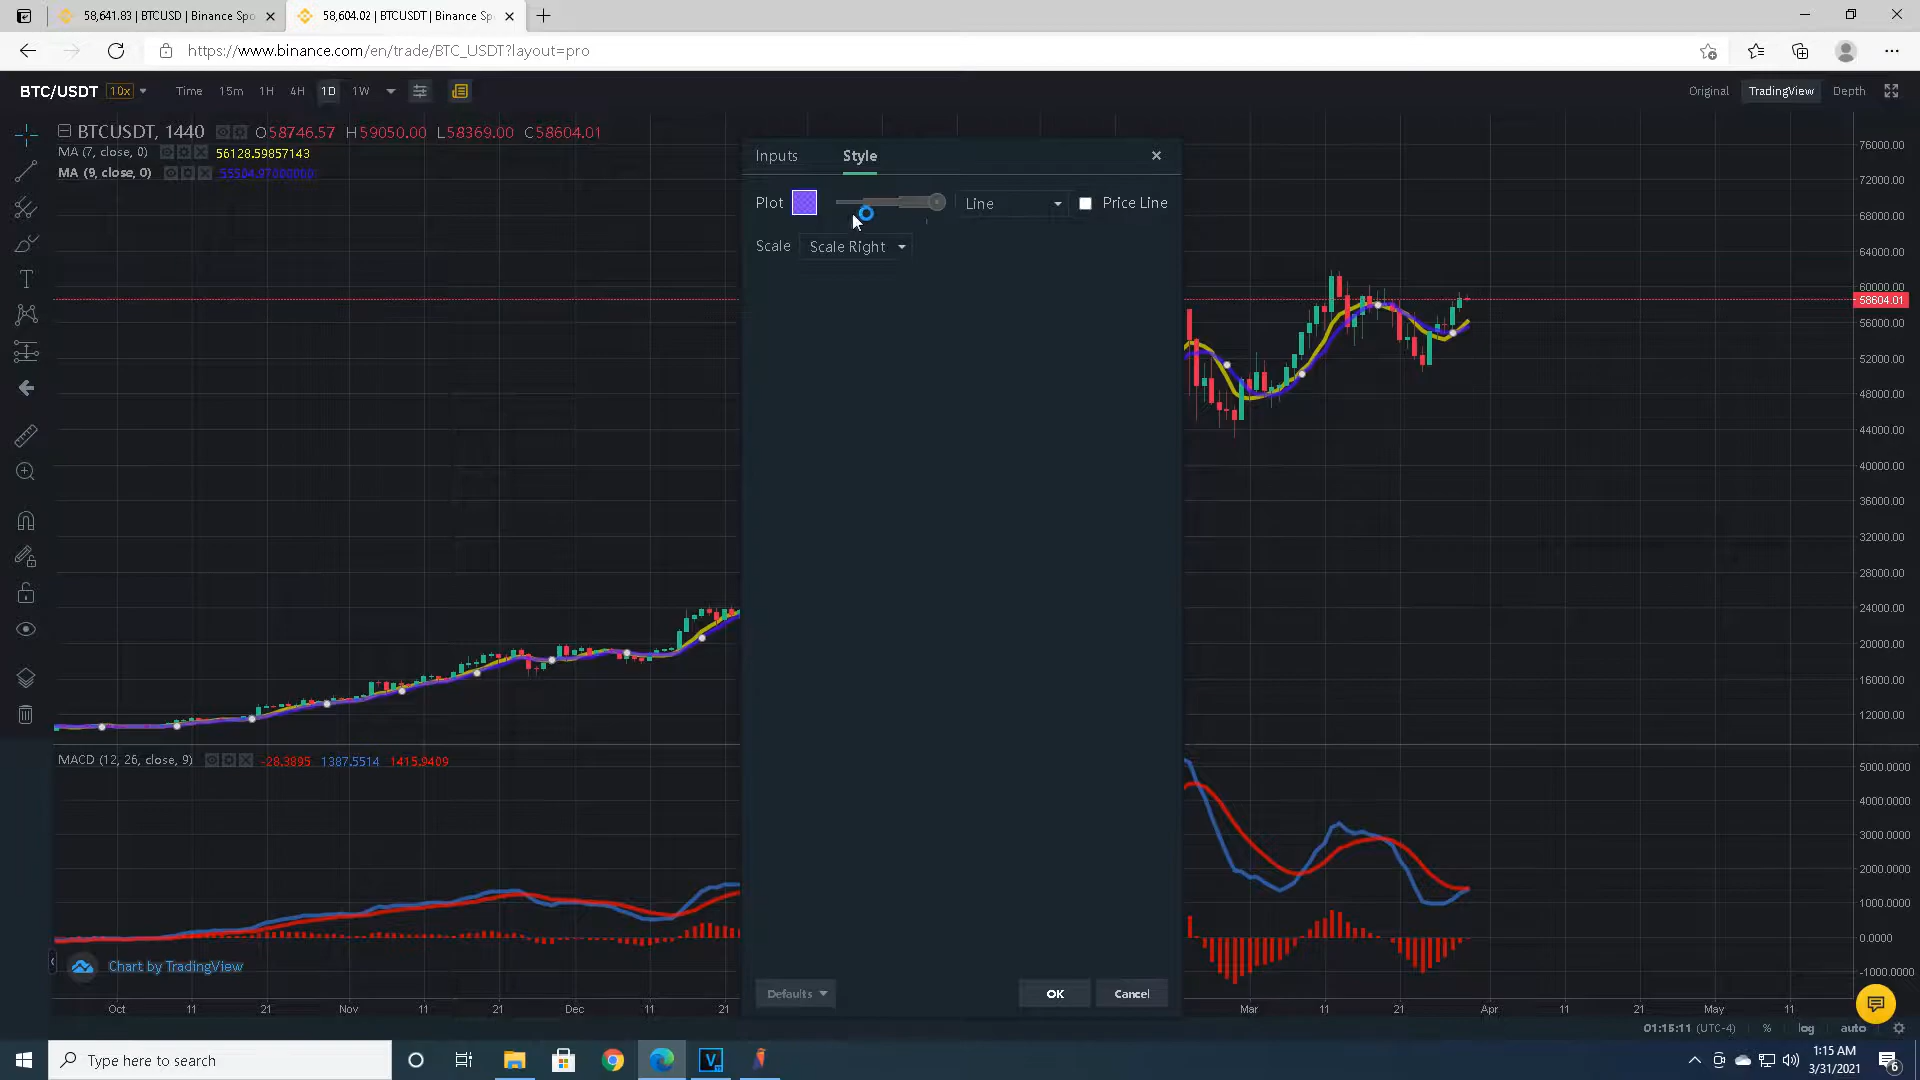 58,641.83 | BTCUSD | Binance Spo
58,604.02 | BTCUSDT | Binance Sp
https://www.binance.com/en/trade/BTC_USDT?layout=pro
BTC/USDT 10x Time 15m 1H 4H 1D 1W Original TradingView Depth
BTCUSDT, 1440 O58746.57 H59050.00 L58369.00 C58604.01
MA (7, close, 0) 56128.59857143
MA (9, close, 0) 55504.97000000
Inputs Style
Plot Line Price Line
Scale Scale Right
76000.00
72000.00
68000.00
64000.00
60000.00
58604.01
56000.00
52000.00
48000.00
44000.00
40000.00
36000.00
32000.00
28000.00
24000.00
20000.00
16000.00
12000.00
MACD (12, 26, close, 9) -28.3895 1387.5514 1415.9409
5000.0000
4000.0000
3000.0000
2000.0000
1000.0000
0.0000
-1000.0000
Chart by TradingView
Defaults OK Cancel
Oct 11 21 Nov 11 21 Dec 11 21 Mar 11 21 Apr 11 21 May 11
01:15:11 (UTC-4) % log auto
Type here to search
1:15 AM
3/31/2021
6